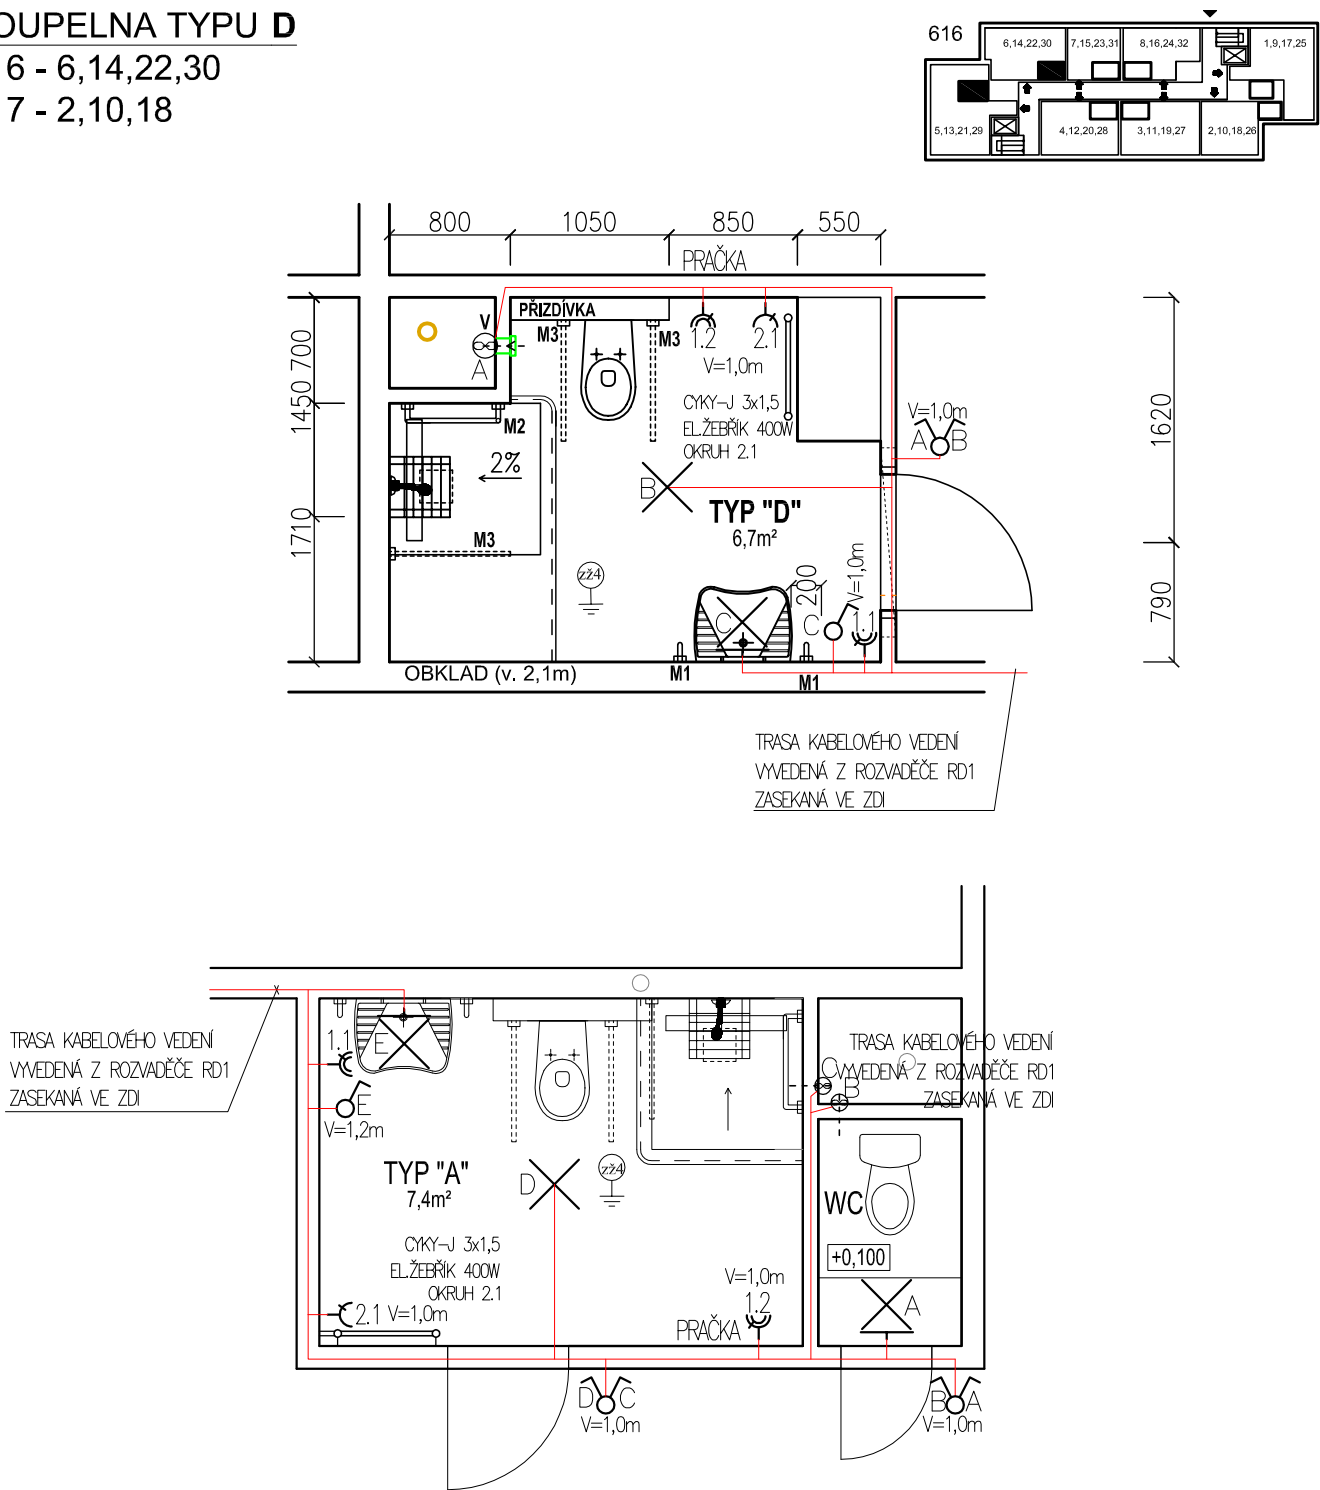 OUPELNA TYPU D
6 - 6,14,22,30
7 - 2,10,18
616
6,14,22,30
7,15,23,31
8,16,24,32
1,9,17,25
5,13,21,29
4,12,20,28
3,11,19,27
2,10,18,26
800
1050
850
550
PRAČKA
PŘIZDÍVKA
V
A
M3
M3
1.2
2.1
V=1,0m
CYKY-J 3x1,5
EL.ŽEBŘÍK 400W
OKRUH 2.1
M2
2%
M3
B
TYP "D"
6,7m²
V=1,0m
A
B
700
1450
1710
1620
790
zž4
200
V=1,0m
C
C
1.1
M1
M1
OBKLAD (v. 2,1m)
TRASA KABELOVÉHO VEDENÍ
VYVEDENÁ Z ROZVADĚČE RD1
ZASEKANÁ VE ZDI
TRASA KABELOVÉHO VEDENÍ
VYVEDENÁ Z ROZVADĚČE RD1
ZASEKANÁ VE ZDI
1.1
E
E
V=1,2m
TYP "A"
7,4m²
D
zž4
CYKY-J 3x1,5
EL.ŽEBŘÍK 400W
OKRUH 2.1
2.1
V=1,0m
V=1,0m
1.2
PRAČKA
TRASA KABELOVÉHO VEDENÍ
VYVEDENÁ Z ROZVADĚČE RD1
ZASEKANÁ VE ZDI
C
B
WC
+0,100
A
D
C
V=1,0m
B
A
V=1,0m